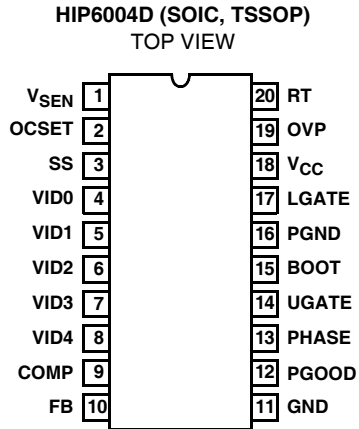 HIP6004D (SOIC, TSSOP)
TOP VIEW
VSEN 1 20 RT
OCSET 2 19 OVP
SS 3 18 VCC
VID0 4 17 LGATE
VID1 5 16 PGND
VID2 6 15 BOOT
VID3 7 14 UGATE
VID4 8 13 PHASE
COMP 9 12 PGOOD
FB 10 11 GND